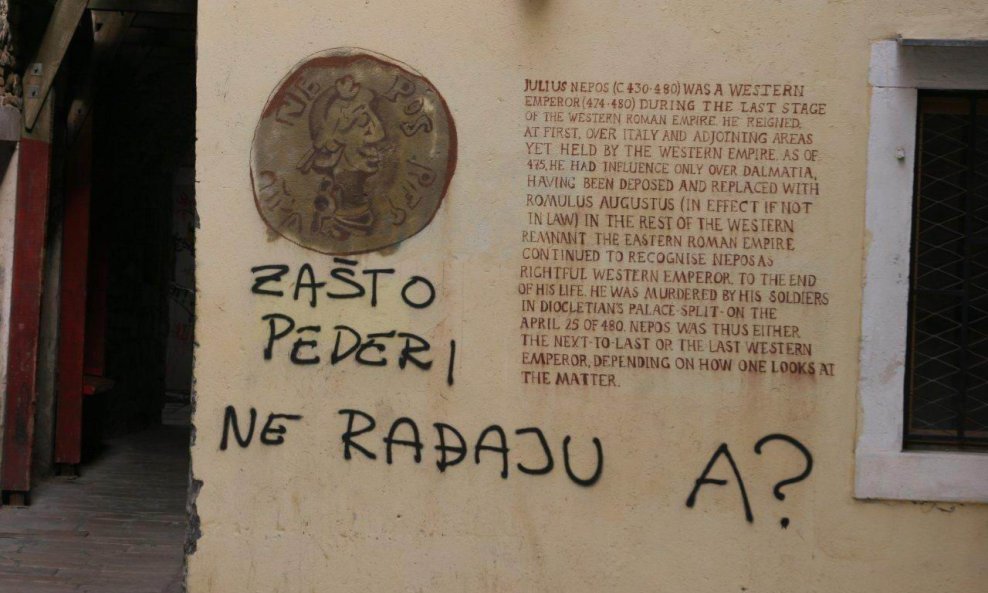 NE POS
JULIUS NEPOS (C.430-480) WAS A WESTERN
EMPEROR (474-480) DURING THE LAST STAGE
OF THE WESTERN ROMAN EMPIRE. HE REIGNED,
AT FIRST, OVER ITALY AND ADJOINING AREAS
YET HELD BY THE WESTERN EMPIRE. AS OF
475, HE HAD INFLUENCE ONLY OVER DALMATIA,
HAVING BEEN DEPOSED AND REPLACED WITH
ROMULUS AUGUSTUS (IN EFFECT IF NOT
IN LAW) IN THE REST OF THE WESTERN
REMNANT. THE EASTERN ROMAN EMPIRE
CONTINUED TO RECOGNISE NEPOS AS
RIGHTFUL WESTERN EMPEROR. TO THE END
OF HIS LIFE. HE WAS MURDERED BY HIS SOLDIERS
IN DIOCLETIAN'S PALACE-SPLIT-ON THE
APRIL 25 OF 480. NEPOS WAS THUS EITHER
THE NEXT-TO-LAST OR THE LAST WESTERN
EMPEROR, DEPENDING ON HOW ONE LOOKS AT
THE MATTER.
ZAŠTO
PEDERI
NE RAĐAJU A?